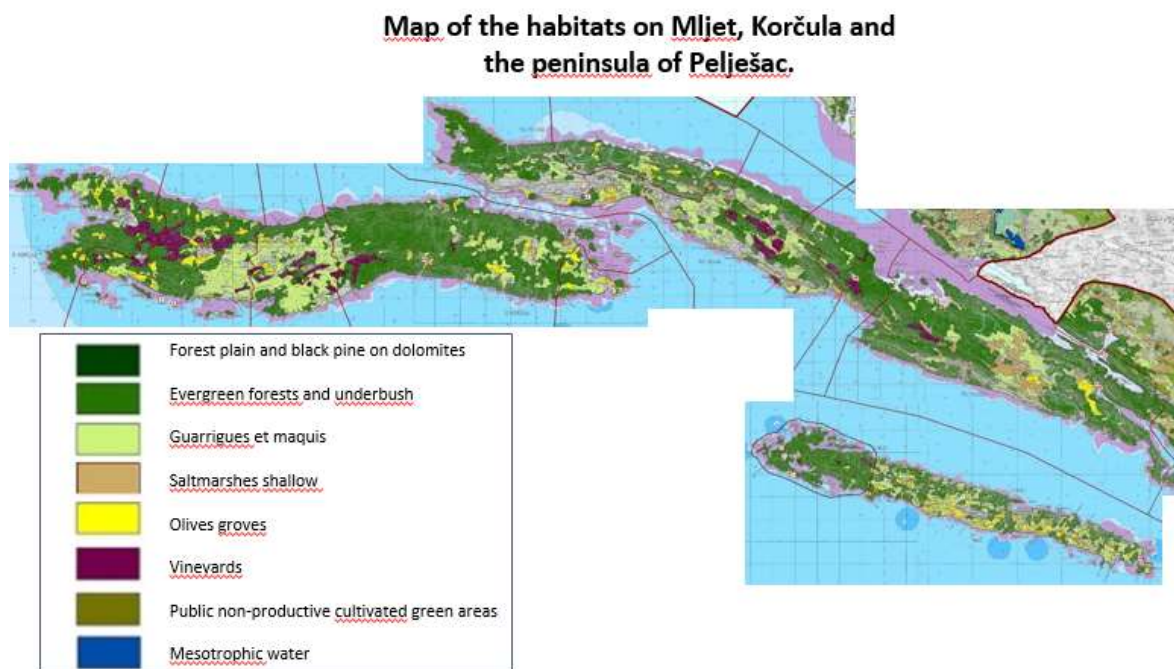 Map of the habitats on Mljet, Korčula and
the peninsula of Pelješac.
Forest plain and black pine on dolomites
Evergreen forests and underbush
Guarrigues et maquis
Saltmarshes shallow
Olives groves
Vineyards
Public non-productive cultivated green areas
Mesotrophic water